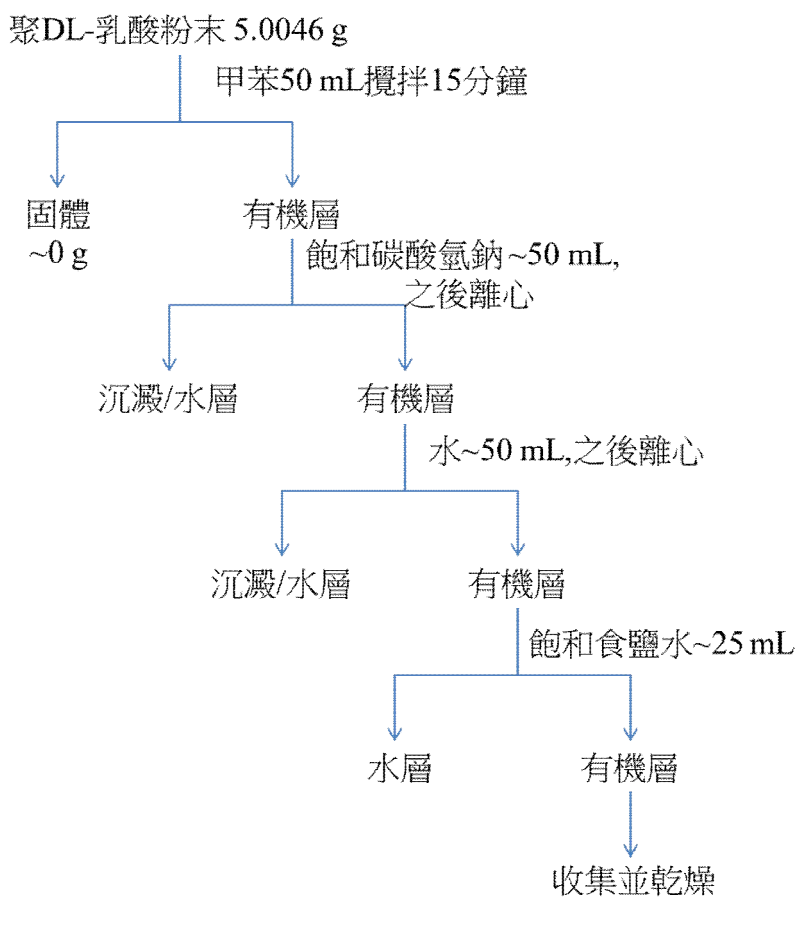 聚DL-乳酸粉末 5.0046 g
甲苯50 mL攪拌15分鐘
固體
~0 g
有機層
飽和碳酸氫鈉 ~50 mL,
之後離心
沉澱/水層
有機層
水~50 mL,之後離心
沉澱/水層
有機層
飽和食鹽水~25 mL
水層
有機層
收集並乾燥